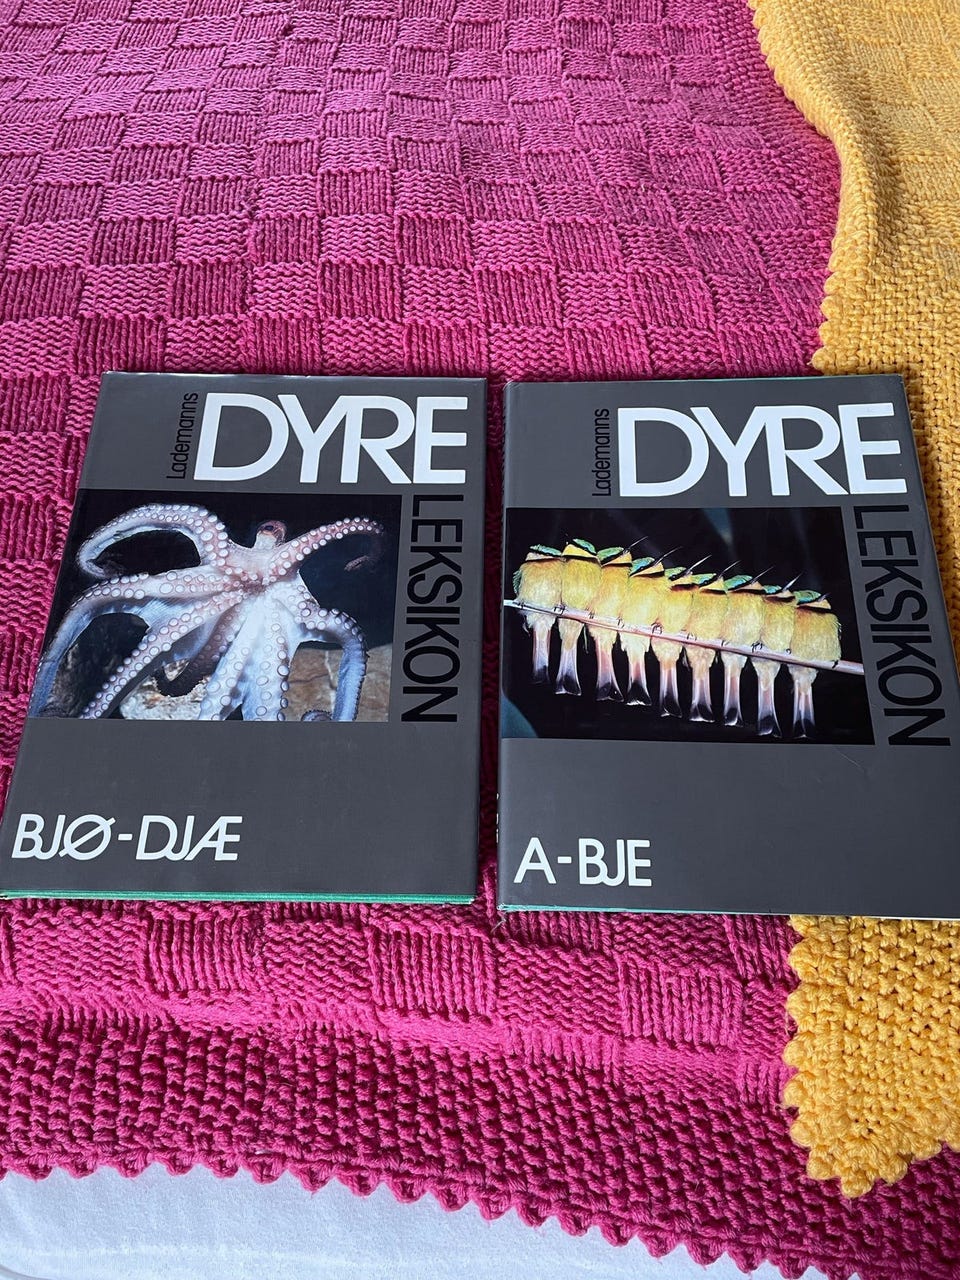 Lademanns
DYRE
LEKSIKON
BJØ-DJÆ
Lademanns
DYRE
LEKSIKON
A-BJE